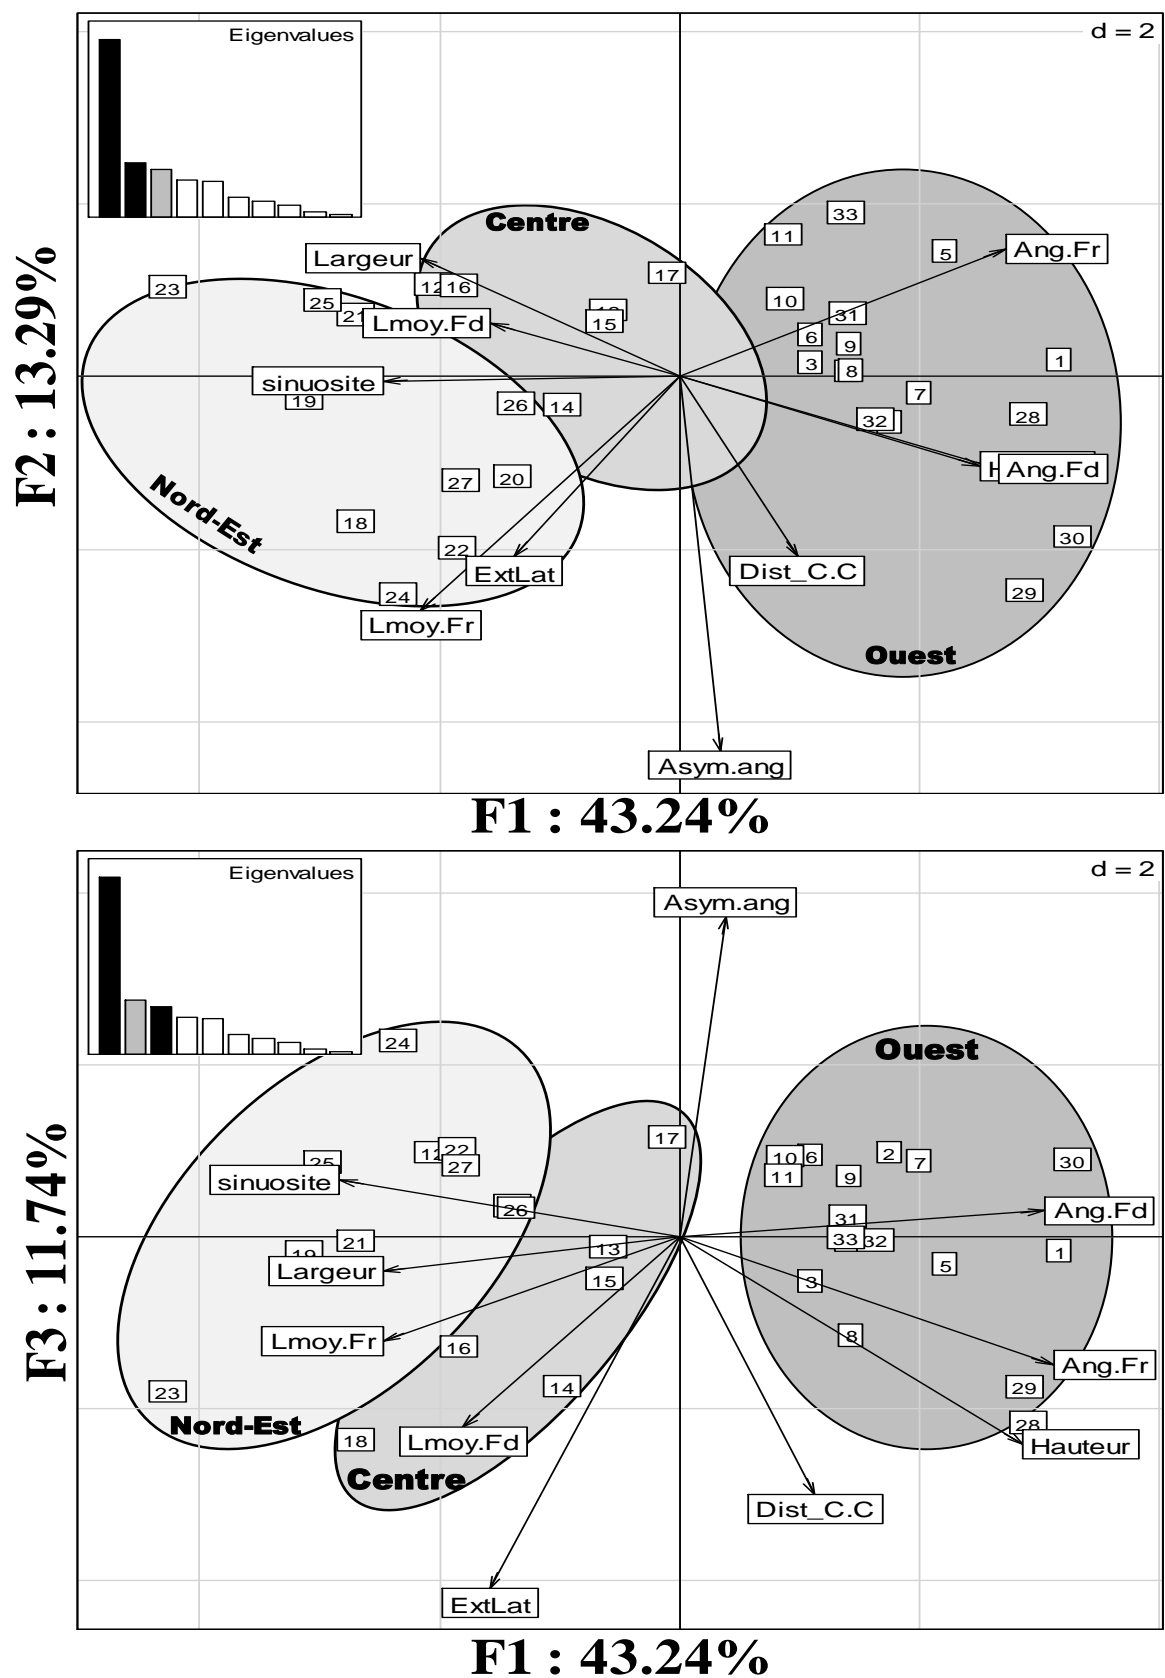 Eigenvalues
d = 2
33
Centre
11
5
Ang.Fr
Largeur
17
23
12
16
25
10
21
Lmoy.Fd
15
31
6
9
3
8
1
sinuosite
19
7
26
14
28
32
Ang.Fd
27
20
Nord-Est
18
30
22
ExtLat
Dist_C.C
24
29
Lmoy.Fr
Ouest
Asym.ang
F2 : 13.29%
F1 : 43.24%
Eigenvalues
d = 2
Asym.ang
24
Ouest
17
12
22
10
6
2
25
27
7
30
sinuosite
11
9
26
Ang.Fd
31
21
13
33
32
19
1
Largeur
15
5
3
Lmoy.Fr
16
8
Ang.Fr
23
14
29
Nord-Est
28
18
Lmoy.Fd
Hauteur
Centre
Dist_C.C
ExtLat
F3 : 11.74%
F1 : 43.24%